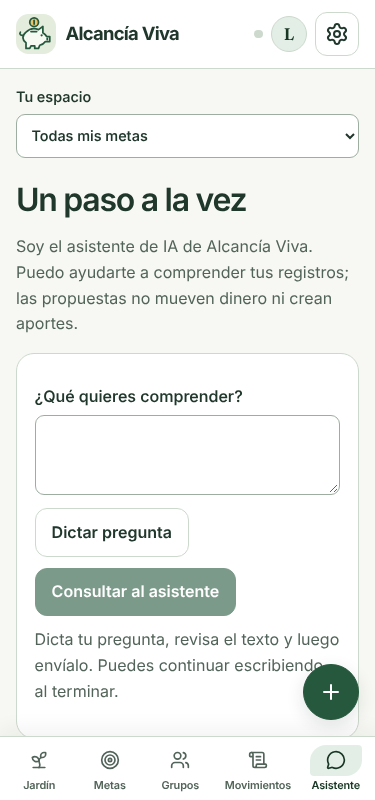 Alcancía Viva
L
Tu espacio
Todas mis metas
Un paso a la vez
Soy el asistente de IA de Alcancía Viva.
Puedo ayudarte a comprender tus registros;
las propuestas no mueven dinero ni crean
aportes.
¿Qué quieres comprender?
Dictar pregunta
Consultar al asistente
Dicta tu pregunta, revisa el texto y luego
envíalo. Puedes continuar escribiendo
al terminar.
Jardín
Metas
Grupos
Movimientos
Asistente